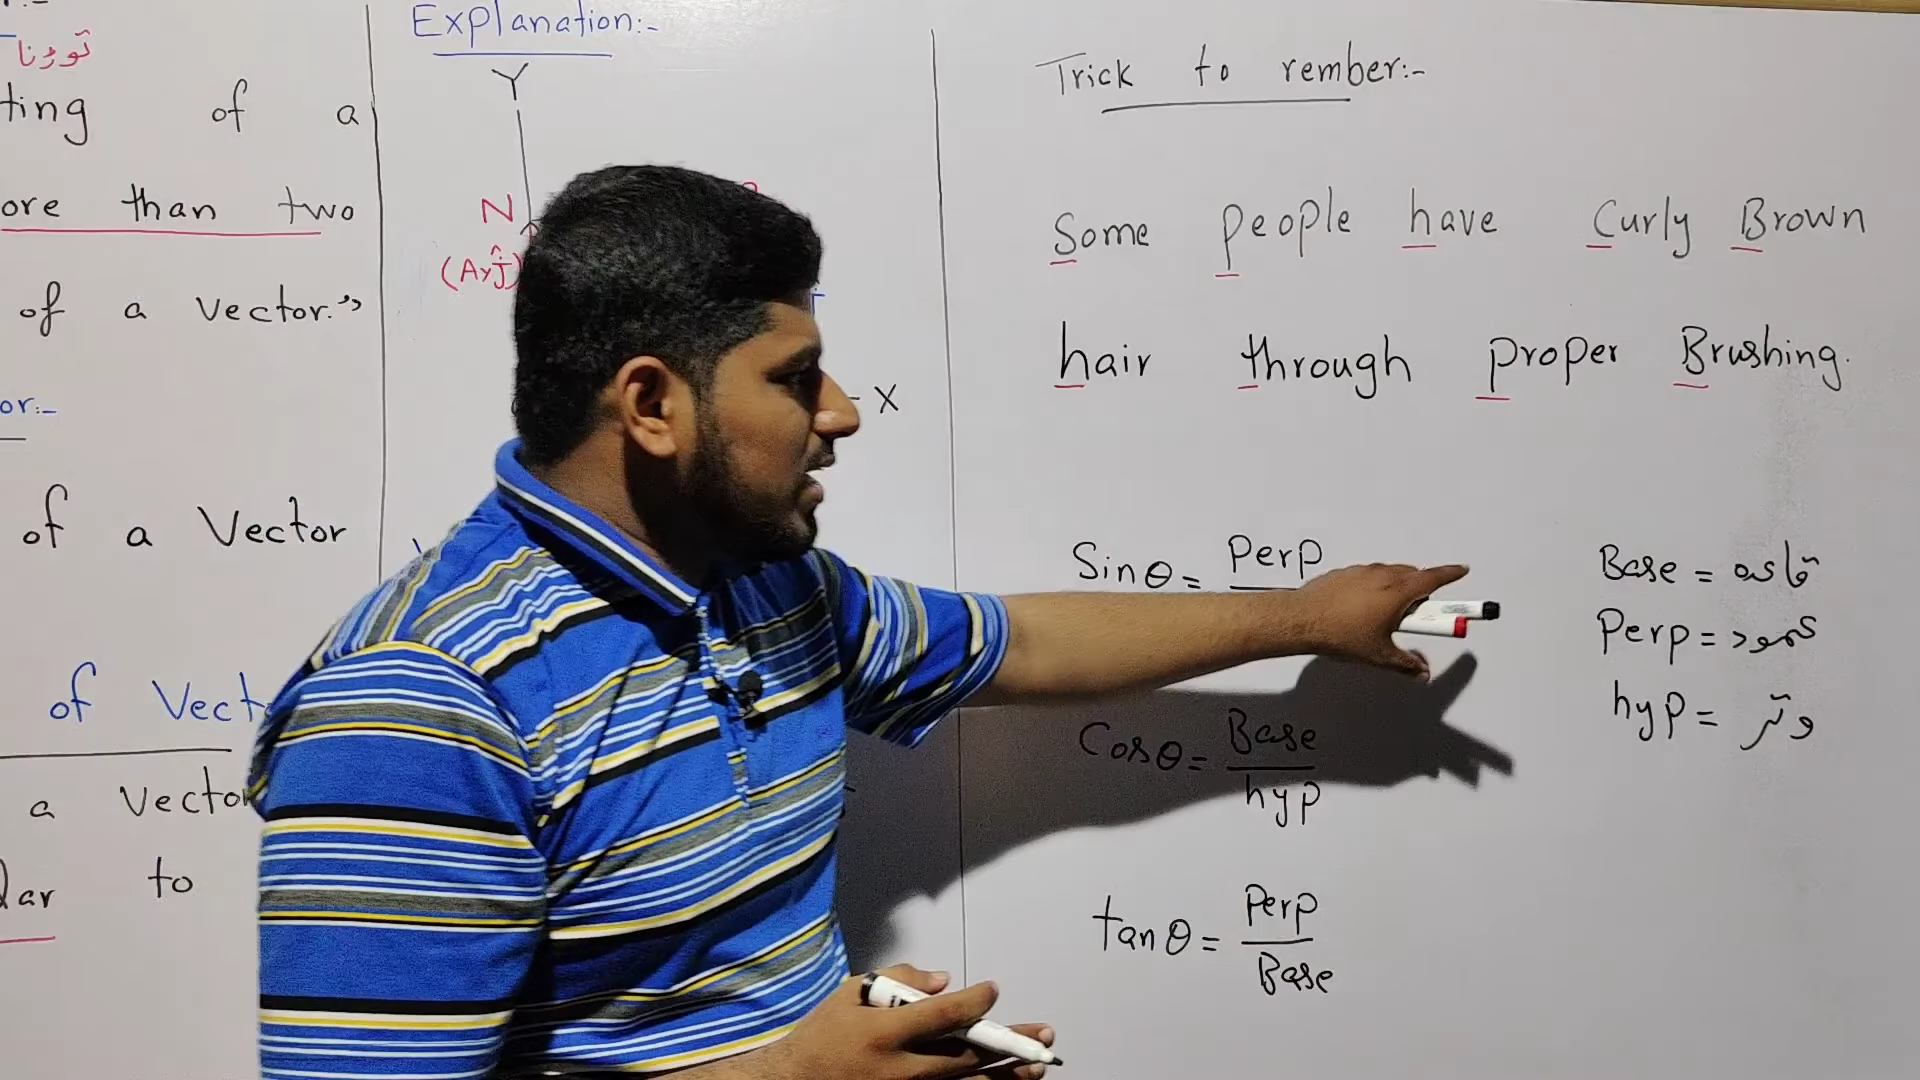 توڑنا
ting of a
ore than two
of a vector.”
or:-
of a Vector
of Vect
a Vector
lar to
Explanation:-
Y
N
(AyĴ)
X
Trick to rember:-
Some People have Curly Brown
hair through proper Brushing.
Sinθ = Perp
Cosθ = Base
hyp
tanθ = Perp
Base
Base = قاعدہ
Perp = عمود
hyp = وتر